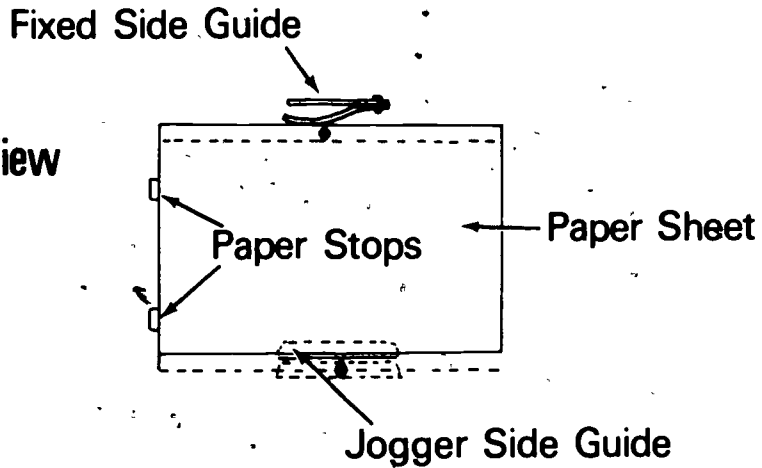 Fixed Side Guide
iew
Paper Stops
Paper Sheet
Jogger Side Guide